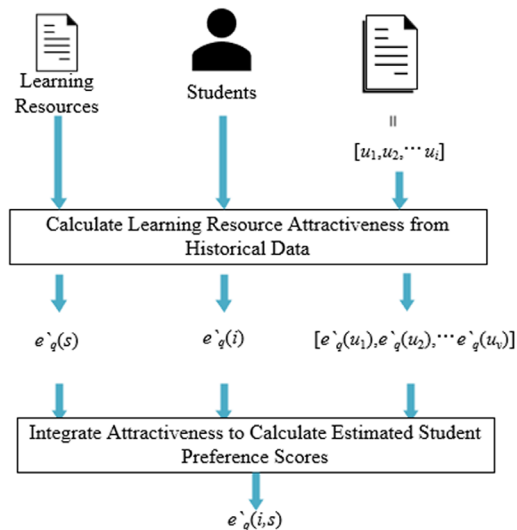 Learning
Resources
Students
=
[u1,u2,⋯ui]
Calculate Learning Resource Attractiveness from
Historical Data
e`q(s)
e`q(i)
[e`q(u1),e`q(u2),⋯e`q(uv)]
Integrate Attractiveness to Calculate Estimated Student
Preference Scores
e`q(i,s)